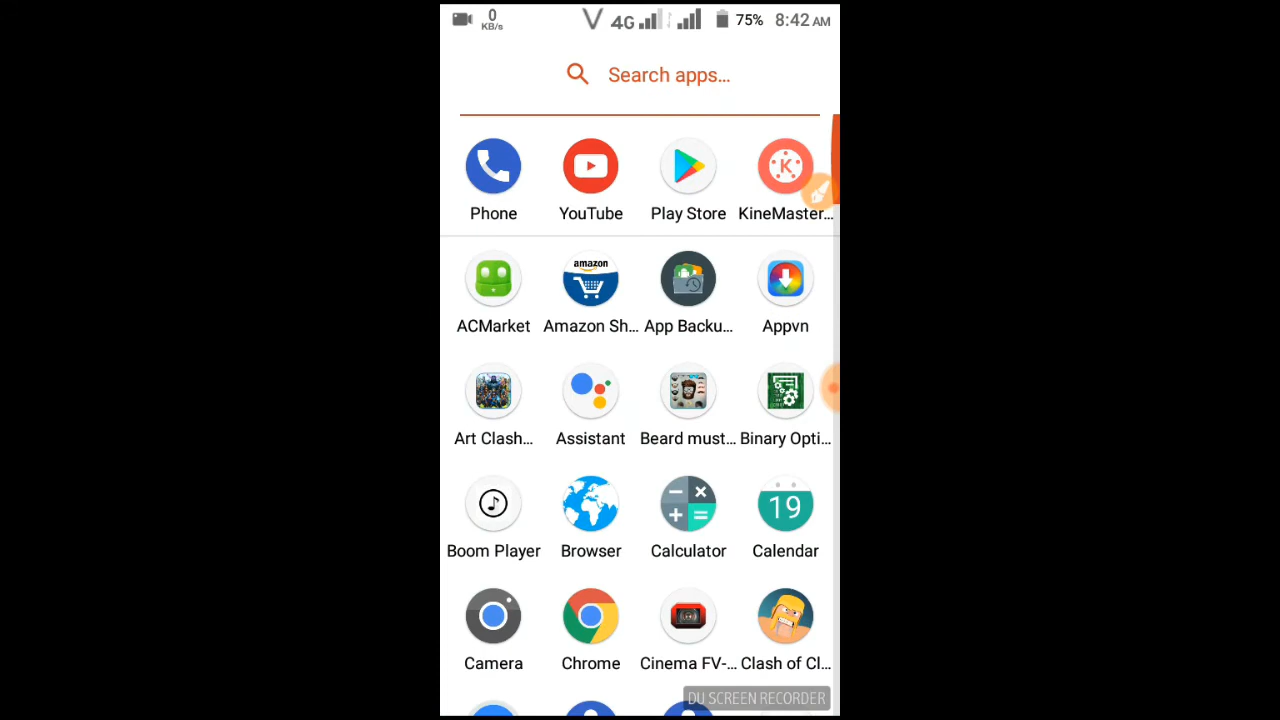 0 KB/s 4G 75% 8:42 AM
Search apps...
Phone YouTube Play Store KineMaster...
K
amazon
ACMarket Amazon Sh... App Backu... Appvn
Art Clash... Assistant Beard must... Binary Opti...
19
Boom Player Browser Calculator Calendar
Camera Chrome Cinema FV-... Clash of Cl...
DU SCREEN RECORDER